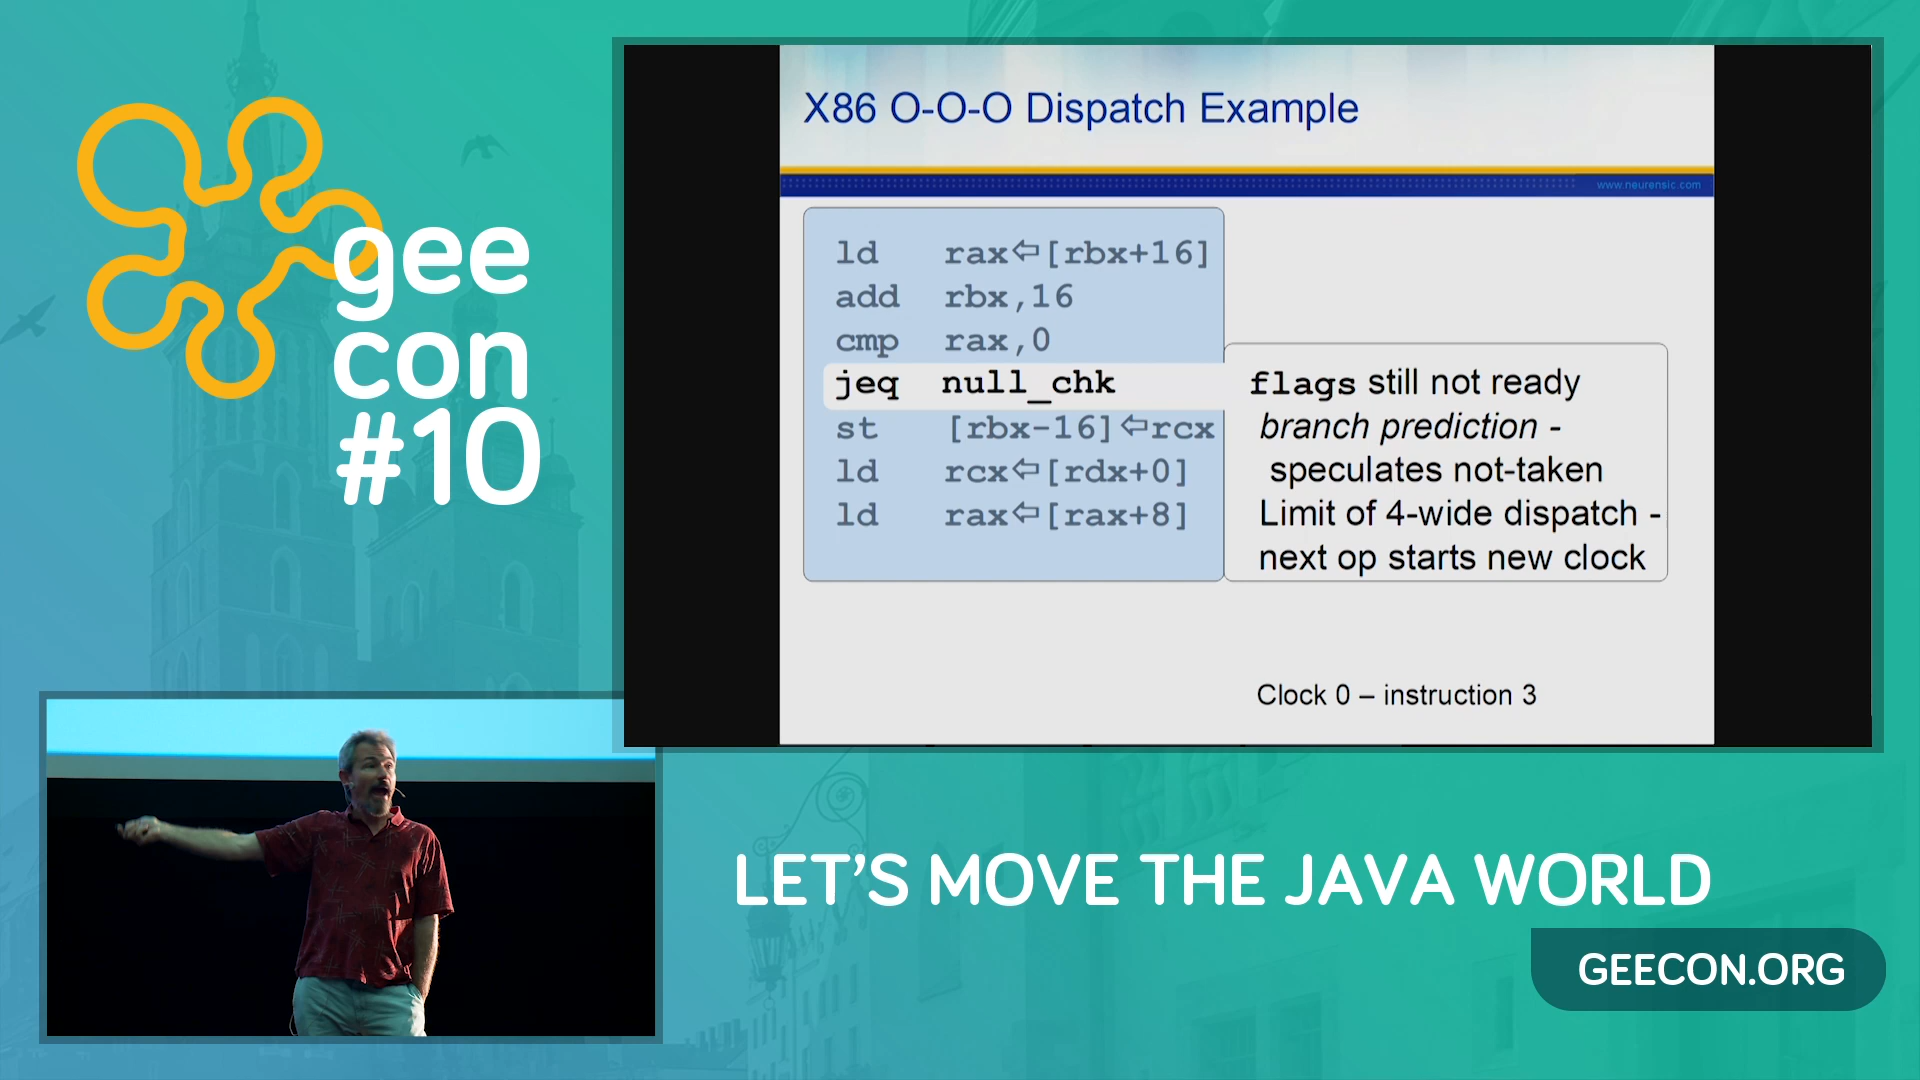 gee
con
#10
X86 O-O-O Dispatch Example
www.neurensic.com
ld rax⇦[rbx+16]
add rbx,16
cmp rax,0
jeq null_chk
st [rbx-16]⇦rcx
ld rcx⇦[rdx+0]
ld rax⇦[rax+8]
flags still not ready
branch prediction -
speculates not-taken
Limit of 4-wide dispatch -
next op starts new clock
Clock 0 – instruction 3
LET’S MOVE THE JAVA WORLD
GEECON.ORG